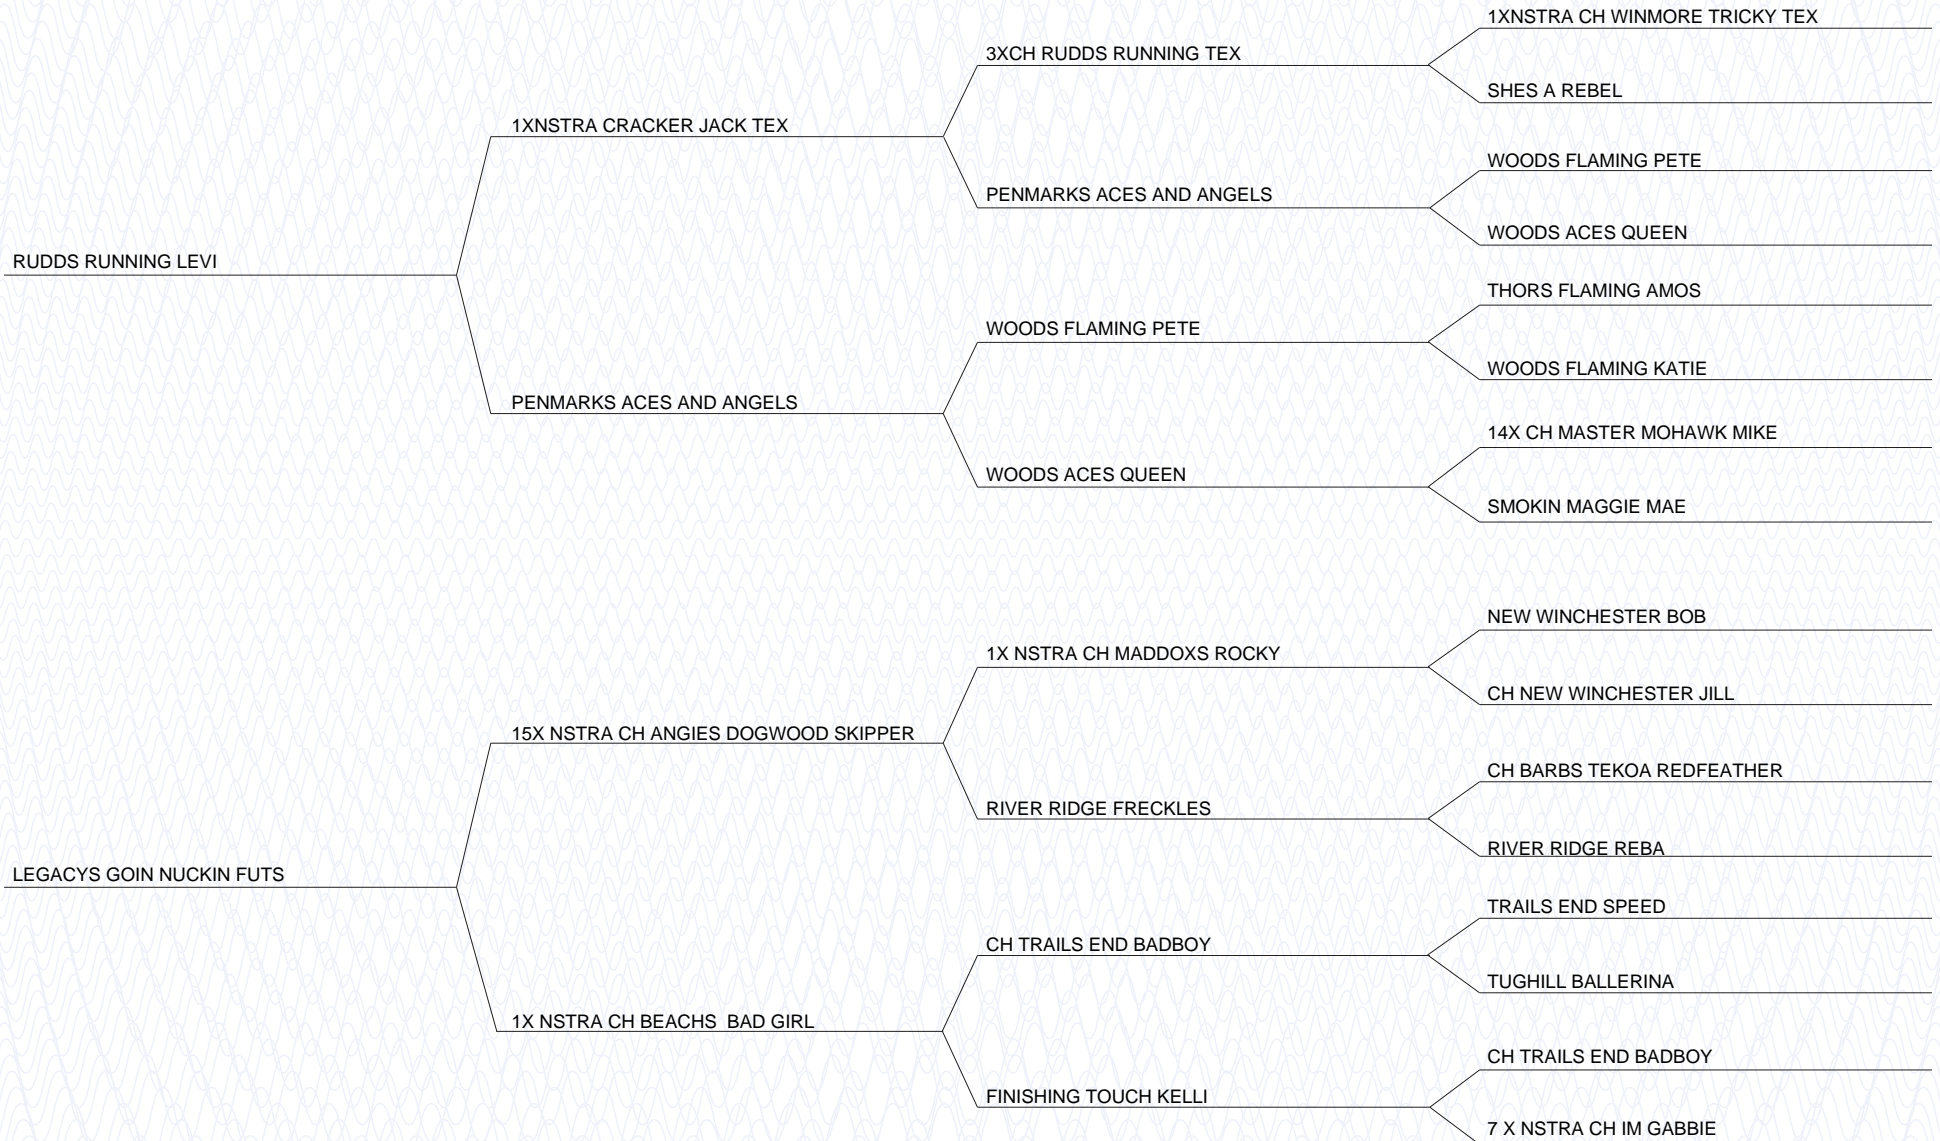 1XNSTRA CH WINMORE TRICKY TEX
3XCH RUDDS RUNNING TEX
SHES A REBEL
1XNSTRA CRACKER JACK TEX
WOODS FLAMING PETE
PENMARKS ACES AND ANGELS
WOODS ACES QUEEN
RUDDS RUNNING LEVI
THORS FLAMING AMOS
WOODS FLAMING PETE
WOODS FLAMING KATIE
PENMARKS ACES AND ANGELS
14X CH MASTER MOHAWK MIKE
WOODS ACES QUEEN
SMOKIN MAGGIE MAE
NEW WINCHESTER BOB
1X NSTRA CH MADDOXS ROCKY
CH NEW WINCHESTER JILL
15X NSTRA CH ANGIES DOGWOOD SKIPPER
CH BARBS TEKOA REDFEATHER
RIVER RIDGE FRECKLES
RIVER RIDGE REBA
LEGACYS GOIN NUCKIN FUTS
TRAILS END SPEED
CH TRAILS END BADBOY
TUGHILL BALLERINA
1X NSTRA CH BEACHS  BAD GIRL
CH TRAILS END BADBOY
FINISHING TOUCH KELLI
7 X NSTRA CH IM GABBIE